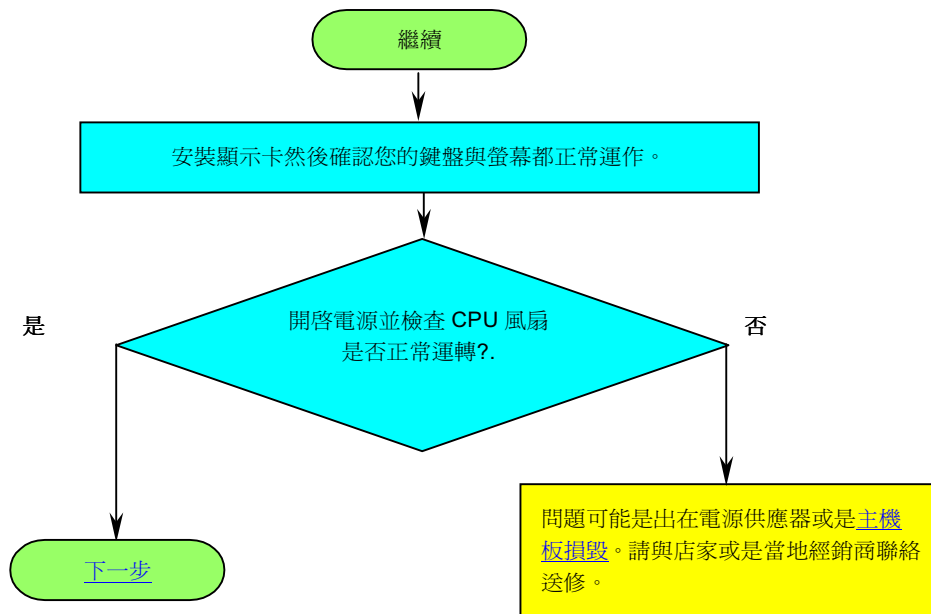 繼續
安裝顯示卡然後確認您的鍵盤與螢幕都正常運作。
是
開啓電源並檢查 CPU 風扇
是否正常運轉?.
否
問題可能是出在電源供應器或是主機
板損毀。請與店家或是當地經銷商聯絡
送修。
下一步